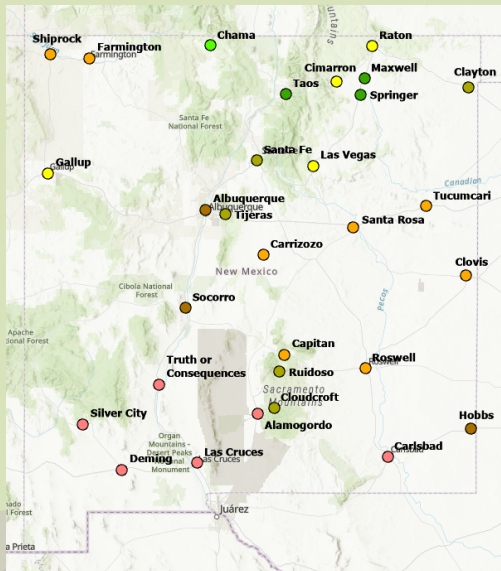 Chama
Raton
Shiprock
Farmington
Farmington
Cimarron
Maxwell
Clayton
Taos
Springer
Santa Fe
National Forest
Santa Fe
Las Vegas
Gallup
Gallup
Canadian
Tucumcari
Albuquerque
Albuquerque
Tijeras
Santa Rosa
Carrizozo
New Mexico
Clovis
Cibola National
Forest
Pecos
Socorro
Apache
National Forest
Capitan
Roswell
Roswell
Truth or
Consequences
Ruidoso
Sacramento
Mountains
Cloudcroft
Silver City
Alamogordo
Hobbs
Organ
Mountains -
Desert Peaks
National
Monument
Las Cruces
Las Cruces
Carlsbad
Carlsbad
Deming
Juárez
a Prieta